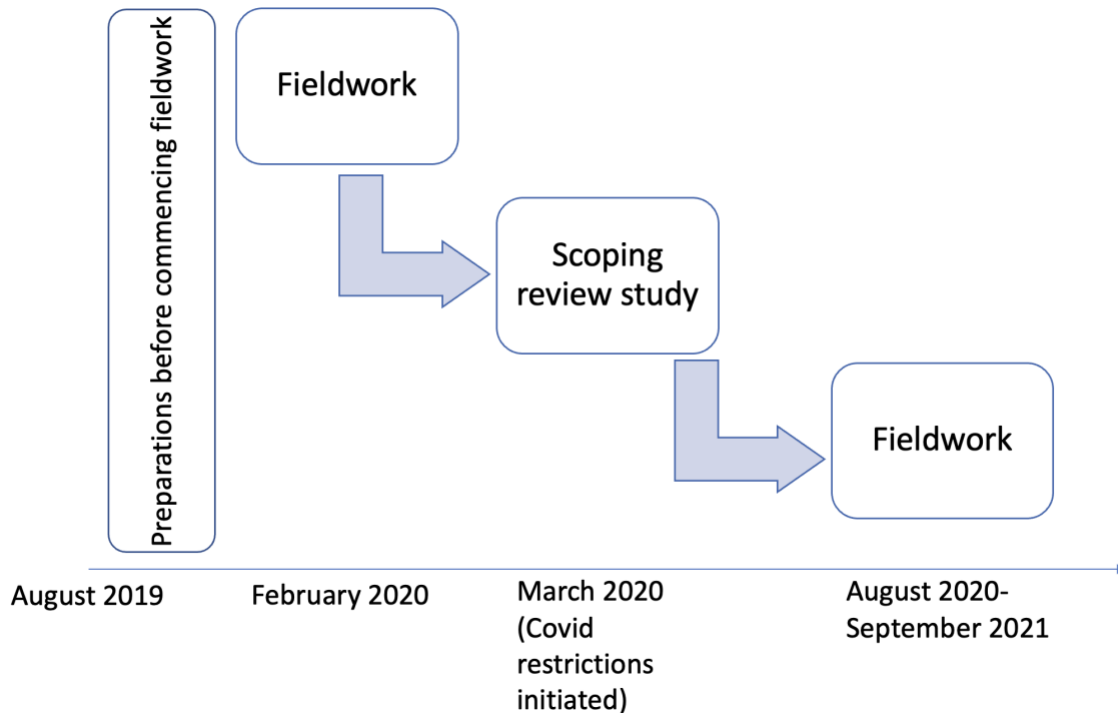 Preparations before commencing fieldwork
Fieldwork
Scoping
review study
Fieldwork
August 2019
February 2020
March 2020
(Covid
restrictions
initiated)
August 2020-
September 2021